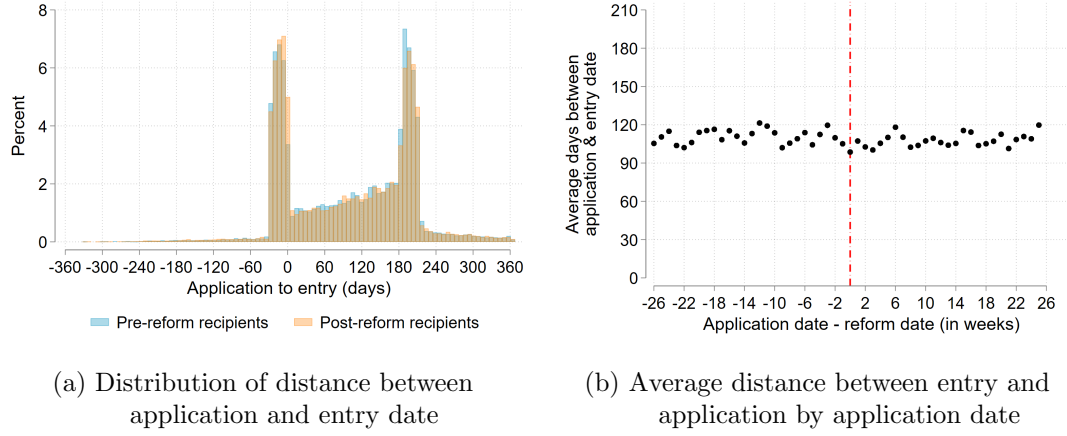 8
6
4
2
0
Percent
-360 -300 -240 -180 -120 -60 0 60 120 180 240 300 360
Application to entry (days)
Pre-reform recipients Post-reform recipients
(a) Distribution of distance between
application and entry date
210
180
150
120
90
60
30
0
Average days between
application & entry date
-26 -22 -18 -14 -10 -6 -2 2 6 10 14 18 22 26
Application date - reform date (in weeks)
(b) Average distance between entry and
application by application date